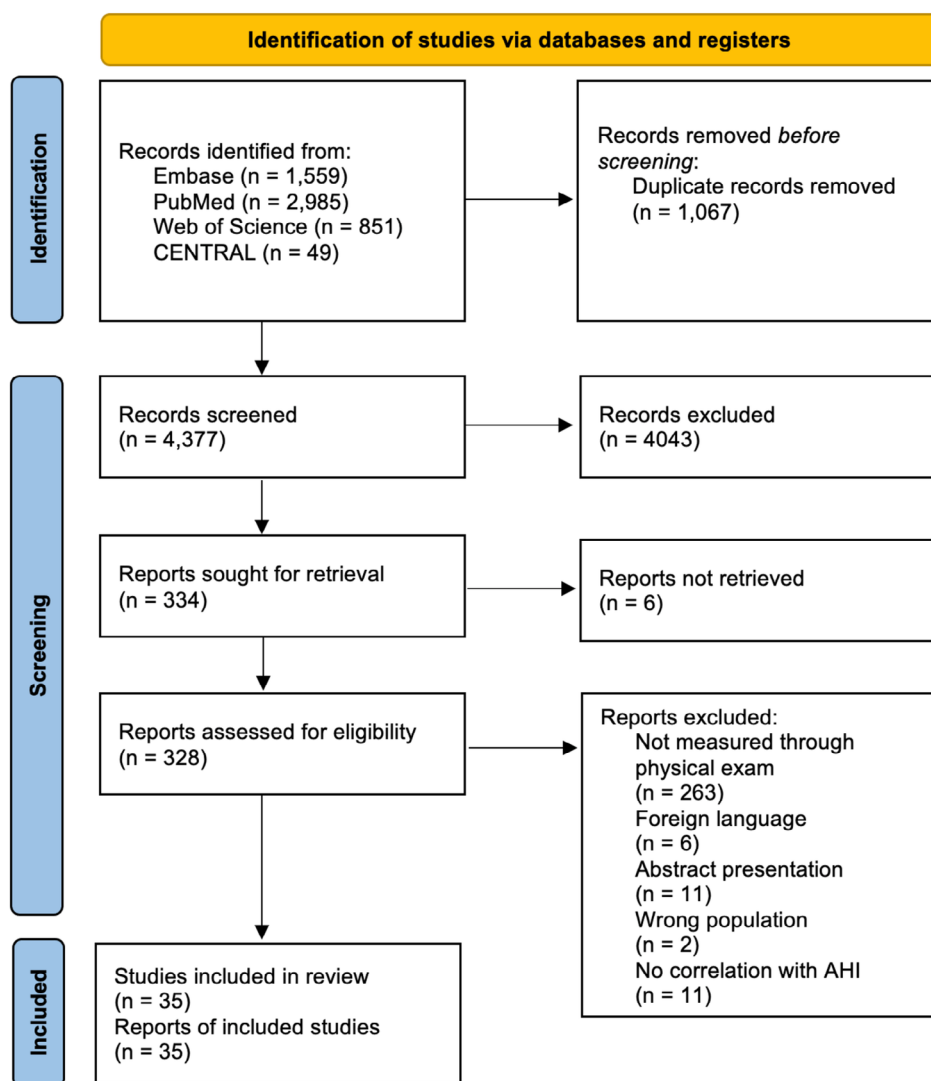 Identification of studies via databases and registers
Identification
Records identified from:
Embase (n = 1,559)
PubMed (n = 2,985)
Web of Science (n = 851)
CENTRAL (n = 49)
Records removed before
screening:
Duplicate records removed
(n = 1,067)
Screening
Records screened
(n = 4,377)
Records excluded
(n = 4043)
Reports sought for retrieval
(n = 334)
Reports not retrieved
(n = 6)
Reports assessed for eligibility
(n = 328)
Reports excluded:
Not measured through
physical exam
(n = 263)
Foreign language
(n = 6)
Abstract presentation
(n = 11)
Wrong population
(n = 2)
No correlation with AHI
(n = 11)
Included
Studies included in review
(n = 35)
Reports of included studies
(n = 35)